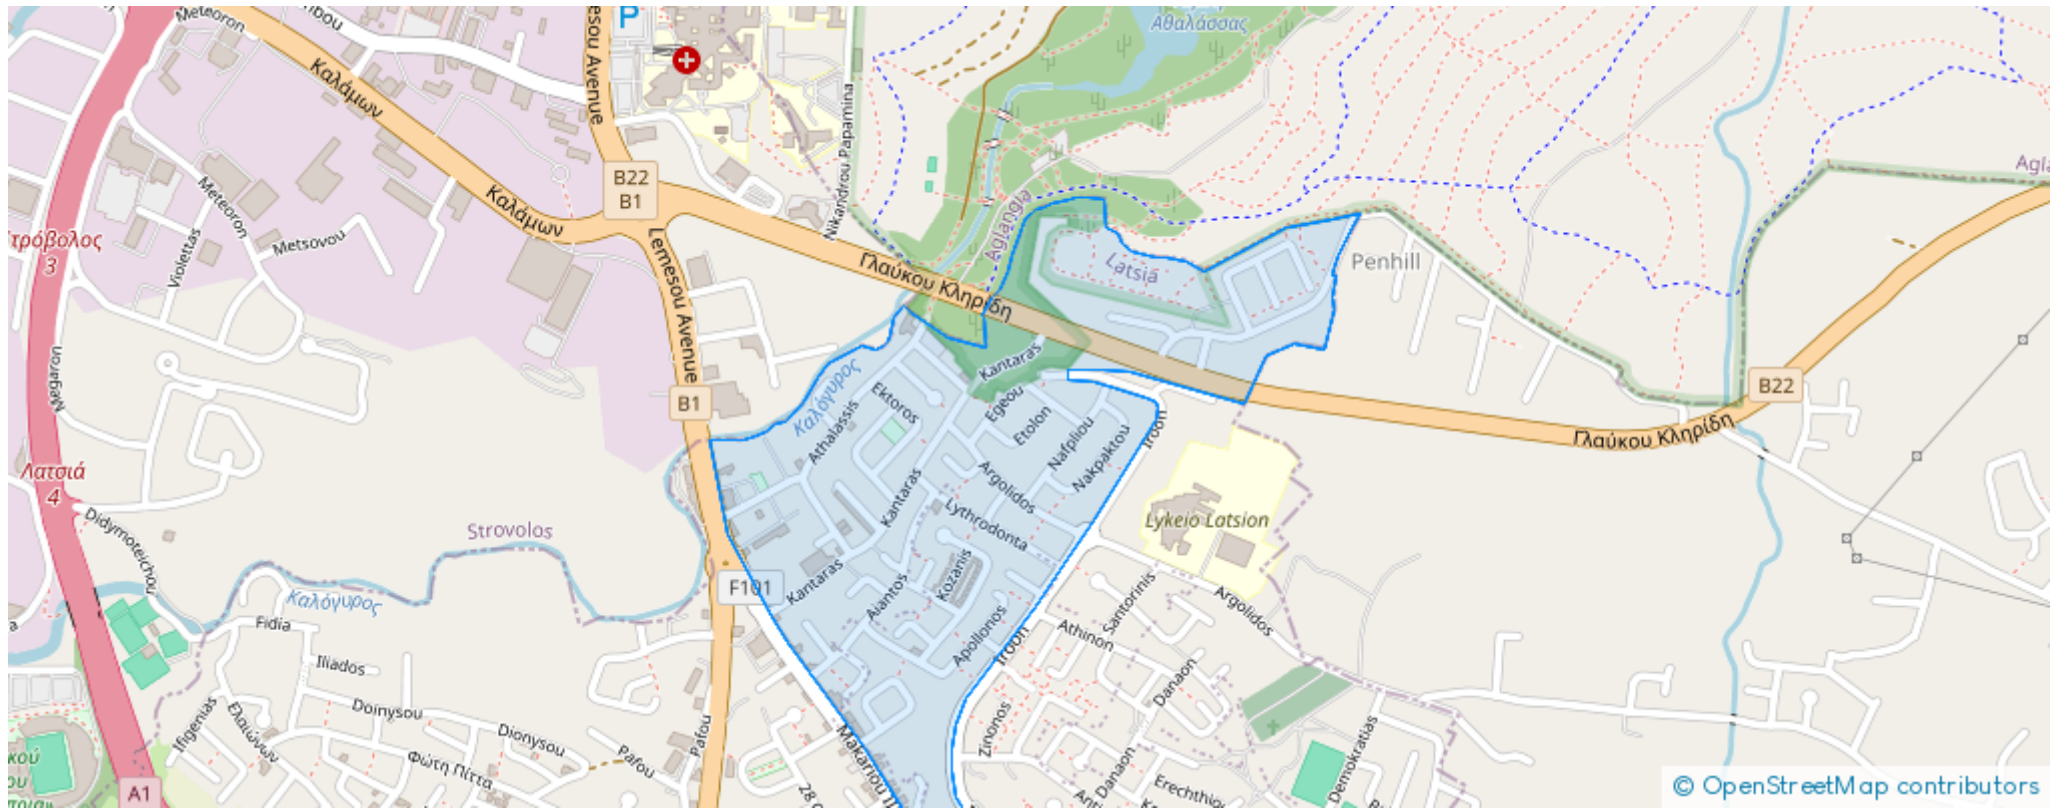 Meteoron
Αθαλάσσας
P
Καλάμων
Lemesou Avenue
Nikandrou Papamina
B22
B1
Καλάμων
Meteoron
Violettas
Metsovou
3
Lemesou Avenue
Γλαύκου Κληρίδη
Aglangia
Latsia
Penhill
Megaron
B1
B22
Γλαύκου Κληρίδη
Καλόγυρος
Kantaras
Ektoros
Egeou
Athalassis
Etolon
Nafpliou
Nakpaktou
Iroon
Λατσιά
4
Argolidos
Kantaras
Lythrodonta
Lykeio Latsion
Didymoteichou
Strovolos
F101
Kantaras
Aiantos
Kozanis
Καλόγυρος
Fidia
Apollonos
Iroon
Santorinis
Argolidos
Athinon
Iliados
Danaon
Ifigenias
Ελαιώνων
Doinysou
Dionysou
Φώτη Πίττα
Pafou
Pafou
Makariou
Zinonos
Danaon
Erechthiou
Demokratias
A1
© OpenStreetMap contributors